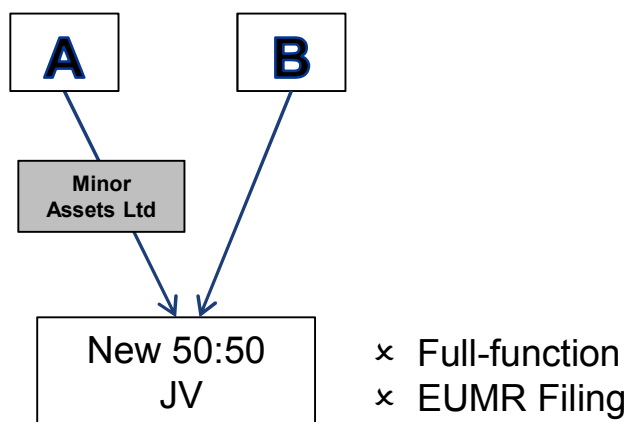 A
B
Minor
Assets Ltd
New 50:50
JV
× Full-function
× EUMR Filing